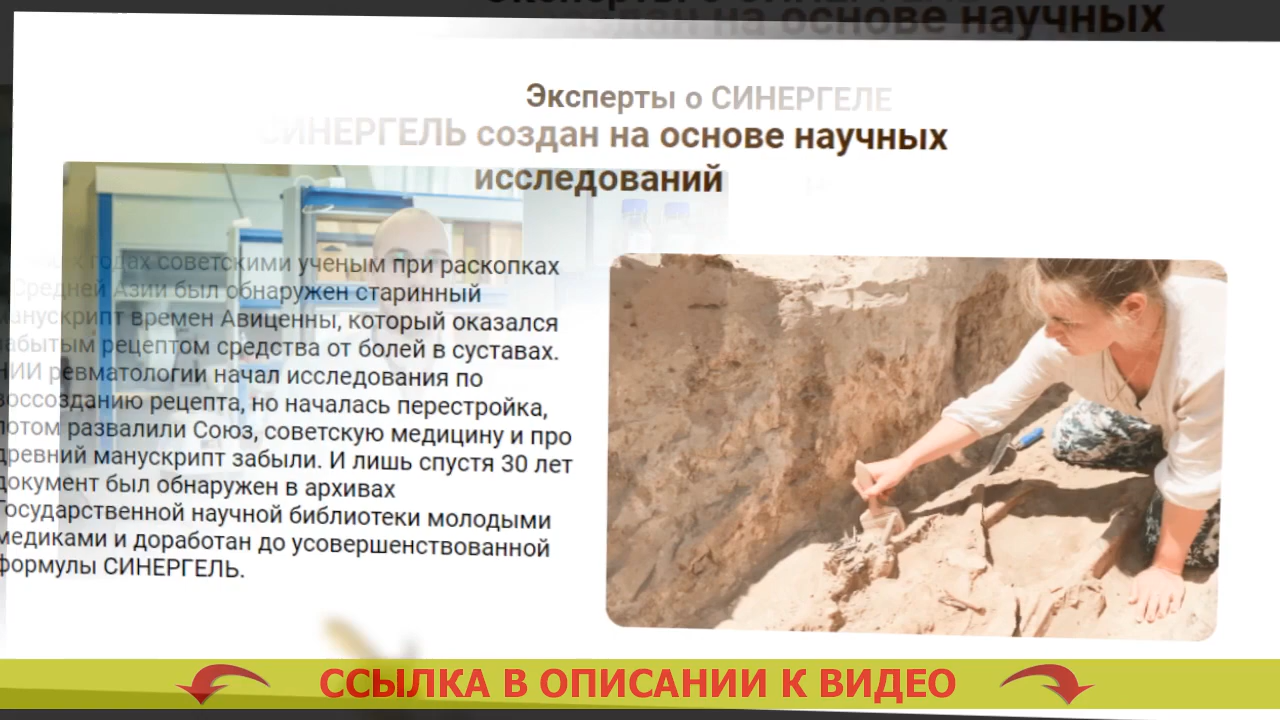 научных
Эксперты о СИНЕРГЕЛЕ
СИНЕРГЕЛЬ создан на основе научных
исследований
годах советскими ученым при раскопках
Средней Азии был обнаружен старинный
манускрипт времен Авиценны, который оказался
забытым рецептом средства от болей в суставах.
НИИ ревматологии начал исследования по
воссозданию рецепта, но началась перестройка,
потом развалили Союз, советскую медицину и про
древний манускрипт забыли. И лишь спустя 30 лет
документ был обнаружен в архивах
Государственной научной библиотеки молодыми
медиками и доработан до усовершенствованной
формулы СИНЕРГЕЛЬ.
ССЫЛКА В ОПИСАНИИ К ВИДЕО